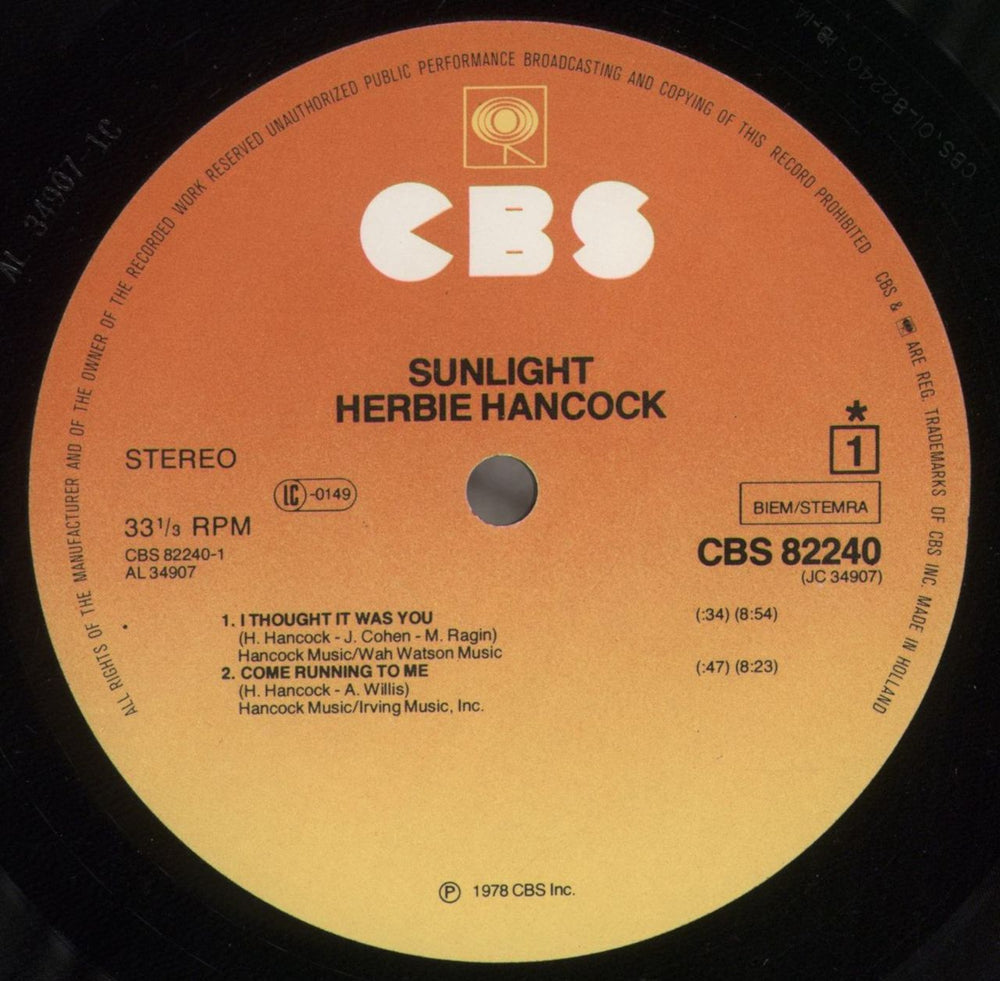 ALL RIGHTS OF THE MANUFACTURER AND OF THE OWNER OF THE RECORDED WORK RESERVED UNAUTHORIZED PUBLIC PERFORMANCE BROADCASTING AND COPYING OF THIS RECORD PROHIBITED CBS & ARE REG. TRADEMARKS OF CBS INC. MADE IN HOLLAND
CBS
SUNLIGHT
HERBIE HANCOCK
STEREO
LC-0149
33 1/3 RPM
CBS 82240-1
AL 34907
*
1
BIEM/STEMRA
CBS 82240
(JC 34907)
1. I THOUGHT IT WAS YOU (:34) (8:54)
(H. Hancock - J. Cohen - M. Ragin)
Hancock Music/Wah Watson Music
2. COME RUNNING TO ME (:47) (8:23)
(H. Hancock - A. Willis)
Hancock Music/Irving Music, Inc.
Ⓟ 1978 CBS Inc.
AL 34907 1C